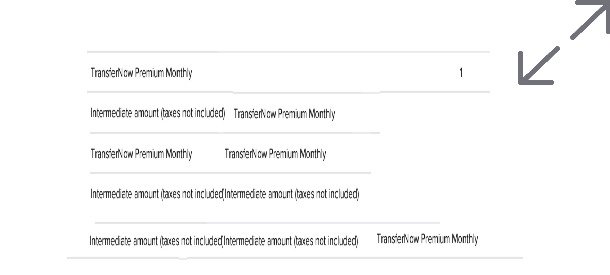 TransferNow Premium Monthly 1
Intermediate amount (taxes not included) TransferNow Premium Monthly
TransferNow Premium Monthly TransferNow Premium Monthly
Intermediate amount (taxes not included)Intermediate amount (taxes not included)
Intermediate amount (taxes not included)Intermediate amount (taxes not included) TransferNow Premium Monthly